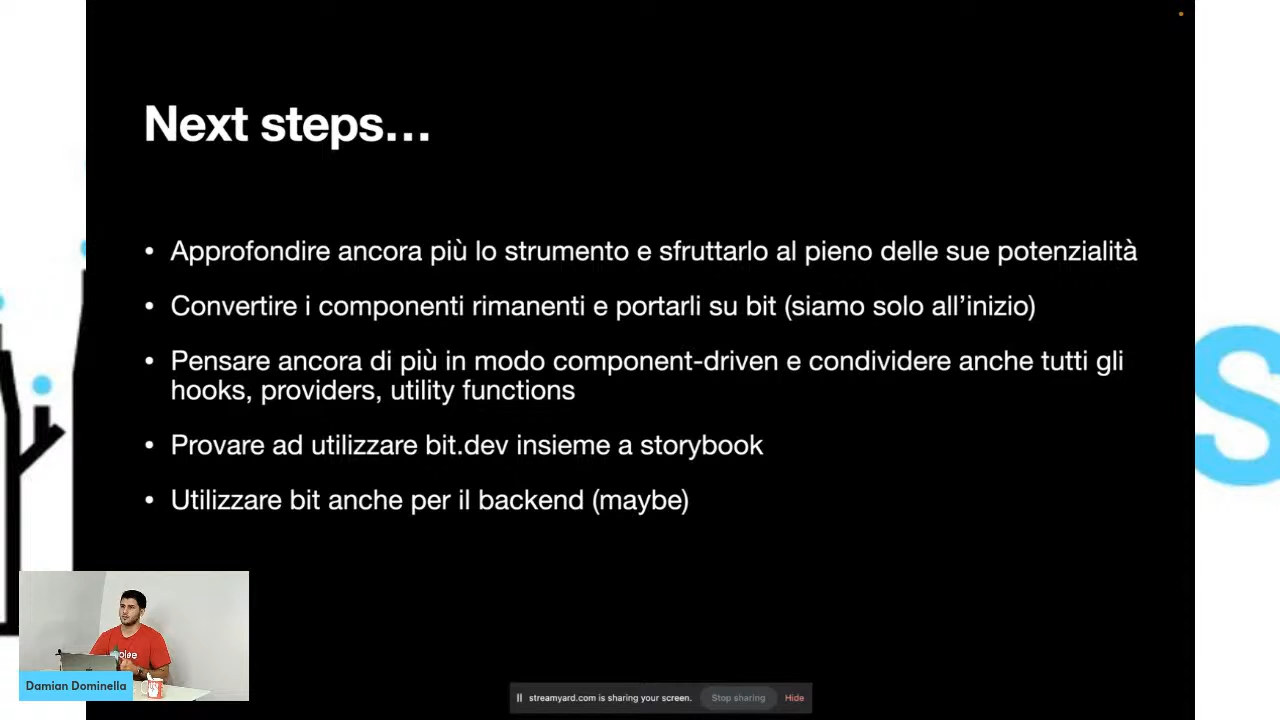 Next steps…
• Approfondire ancora più lo strumento e sfruttarlo al pieno delle sue potenzialità
• Convertire i componenti rimanenti e portarli su bit (siamo solo all’inizio)
• Pensare ancora di più in modo component-driven e condividere anche tutti gli
hooks, providers, utility functions
• Provare ad utilizzare bit.dev insieme a storybook
• Utilizzare bit anche per il backend (maybe)
S
Damian Dominella
streamyard.com is sharing your screen.
Stop sharing
Hide